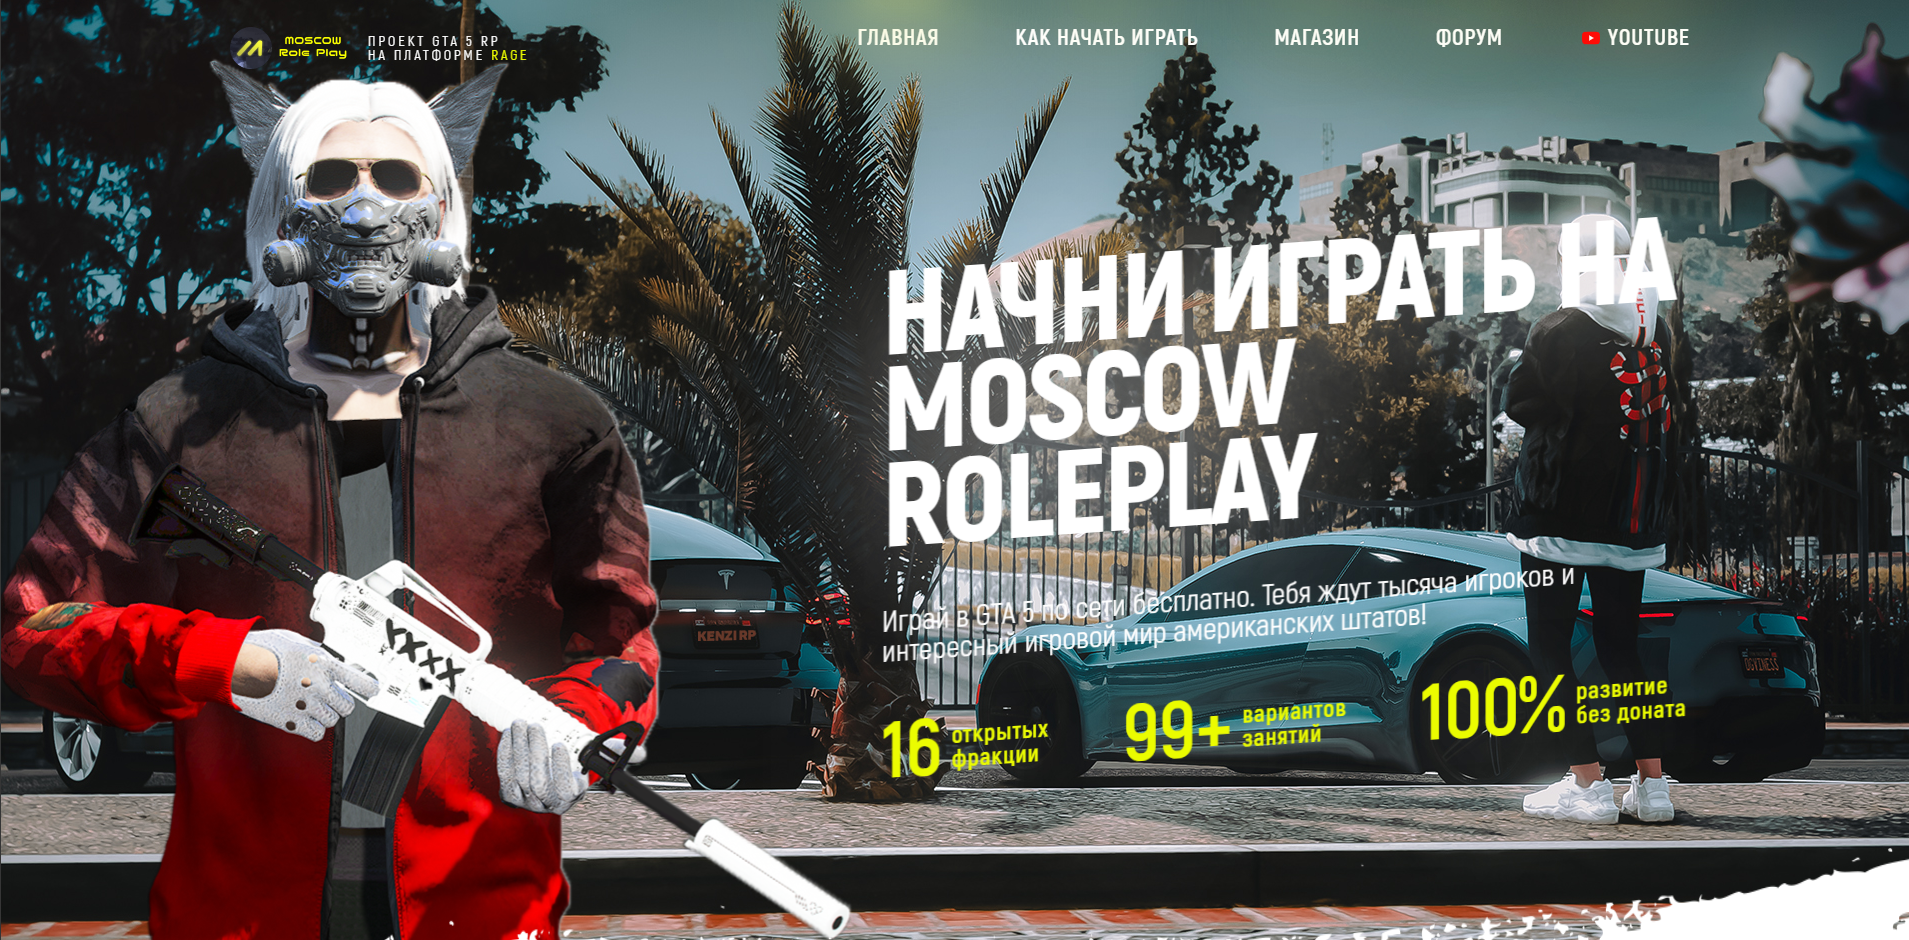 MOSCOW
Role Play
ПРОЕКТ GTA 5 RP
НА ПЛАТФОРМЕ RAGE
ГЛАВНАЯ
КАК НАЧАТЬ ИГРАТЬ
МАГАЗИН
ФОРУМ
YOUTUBE
НАЧНИ ИГРАТЬ НА
MOSCOW
ROLEPLAY
Играй в GTA 5 по сети бесплатно. Тебя ждут тысяча игроков и
интересный игровой мир американских штатов!
16 открытых
фракции
99+ вариантов
занятий
100% развитие
без доната
KENZI RP
OGVINESS
XXXX